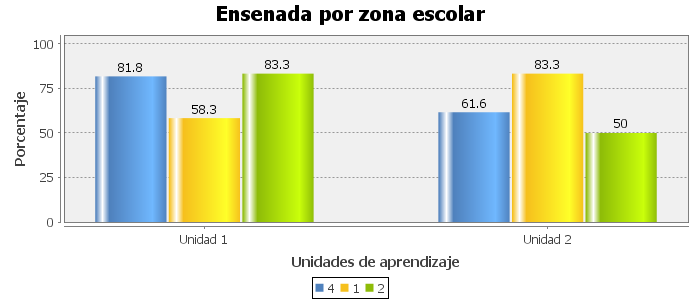 Ensenada por zona escolar
Porcentaje
100
75
50
25
0
81.8
58.3
83.3
61.6
83.3
50
Unidad 1
Unidad 2
Unidades de aprendizaje
4 1 2